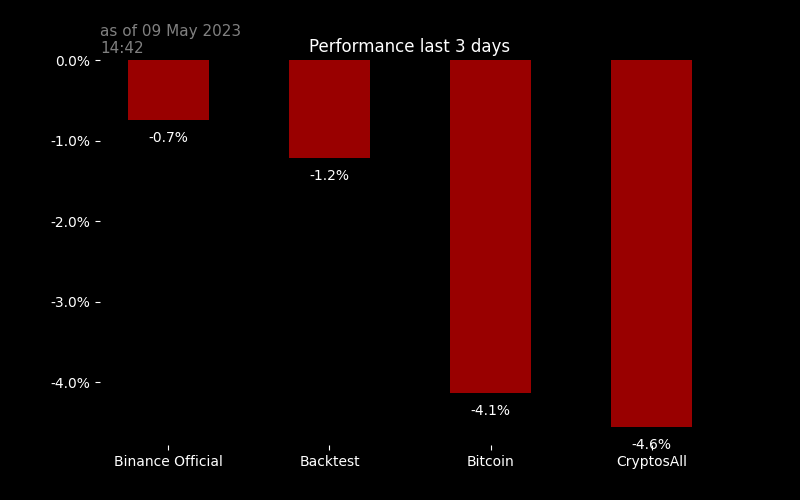 as of 09 May 2023
14:42
Performance last 3 days
0.0%
-1.0%
-2.0%
-3.0%
-4.0%
-0.7%
-1.2%
-4.1%
-4.6%
Binance Official
Backtest
Bitcoin
CryptosAll